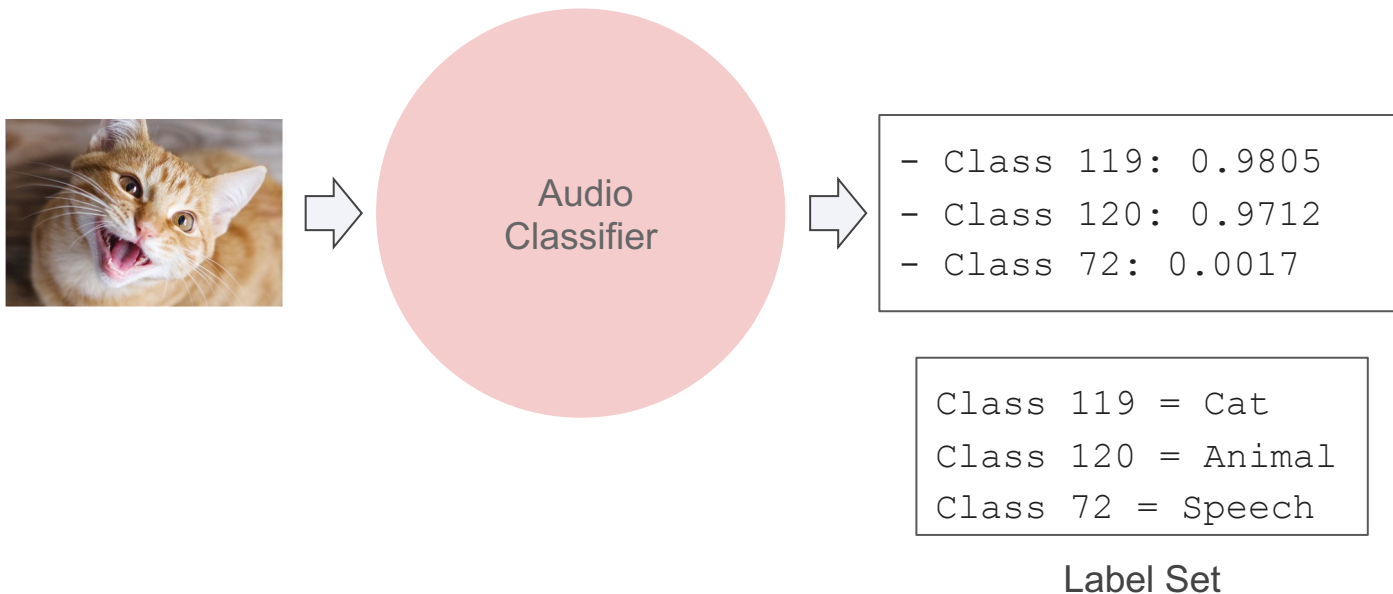 Audio
Classifier
- Class 119: 0.9805
- Class 120: 0.9712
- Class 72: 0.0017
Class 119 = Cat
Class 120 = Animal
Class 72 = Speech
Label Set